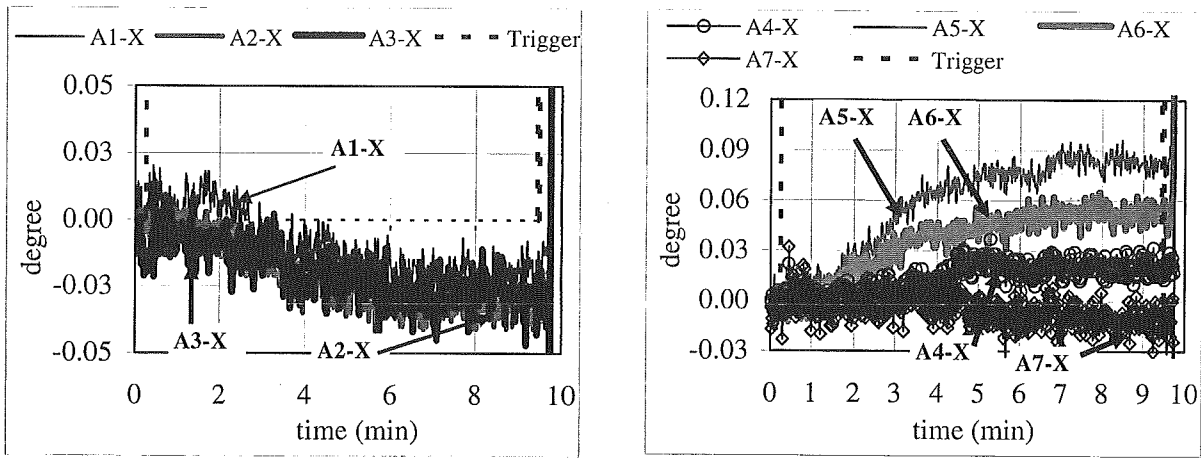 A1-X A2-X A3-X Trigger
0.05
0.03
0.00
-0.03
-0.05
degree
A1-X
A3-X
A2-X
0 2 4 6 8 10
time (min)
A4-X A5-X A6-X
A7-X Trigger
0.12
0.09
0.06
0.03
0.00
-0.03
degree
A5-X A6-X
A4-X
A7-X
0 1 2 3 4 5 6 7 8 9 10
time (min)